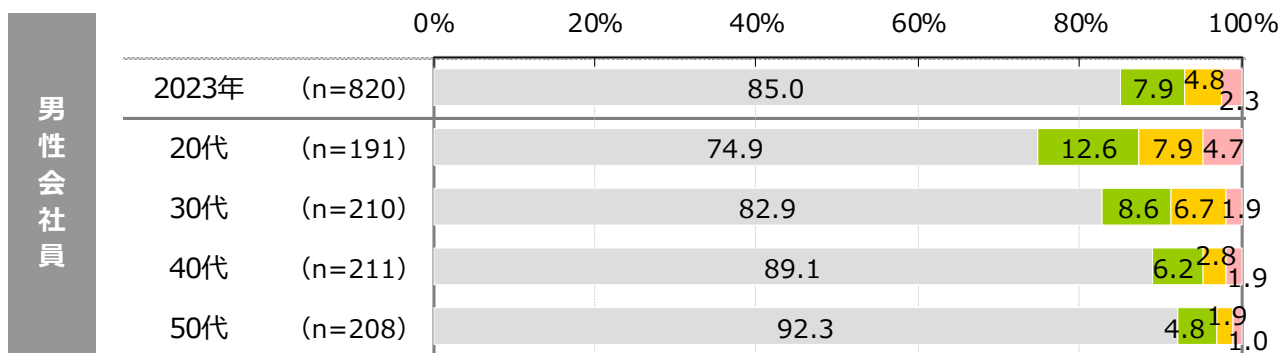 0% 20% 40% 60% 80% 100%
男性会社員
2023年 (n=820) 85.0 7.9 4.8 2.3
20代 (n=191) 74.9 12.6 7.9 4.7
30代 (n=210) 82.9 8.6 6.7 1.9
40代 (n=211) 89.1 6.2 2.8 1.9
50代 (n=208) 92.3 4.8 1.9 1.0